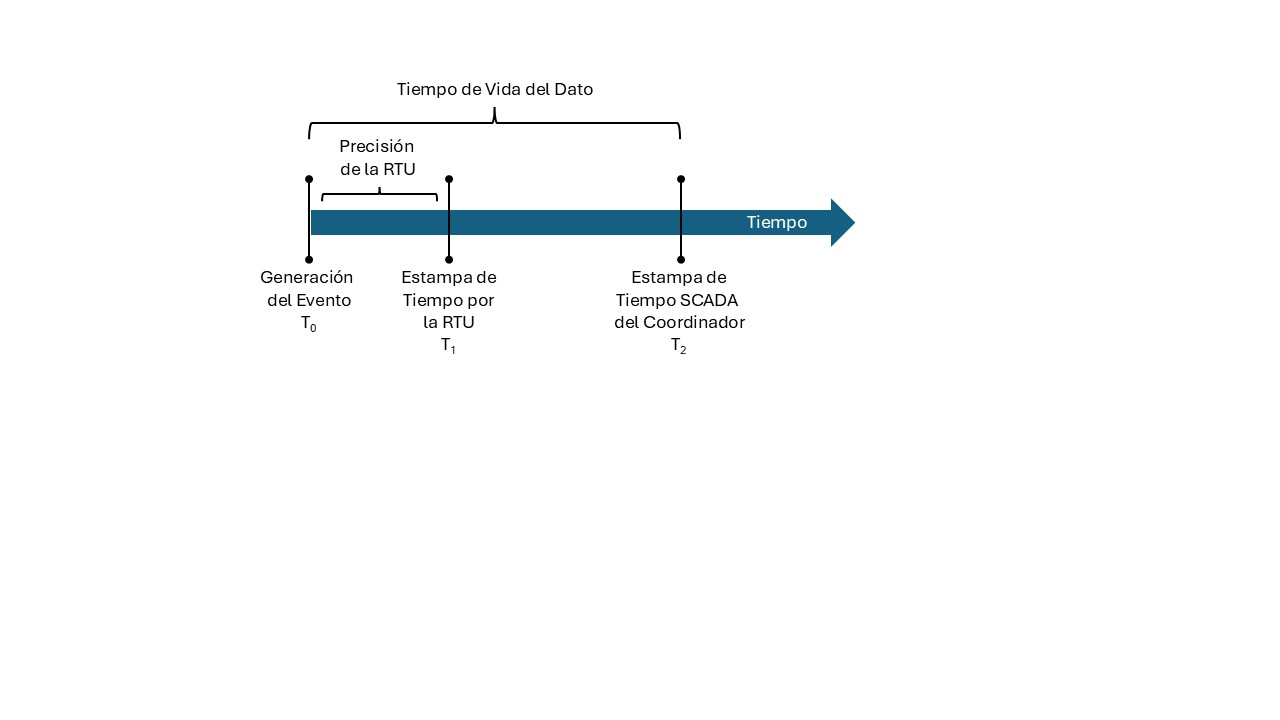 Tiempo de Vida del Dato
Precisión
de la RTU
Tiempo
Generación
del Evento
T₀
Estampa de
Tiempo por
la RTU
T₁
Estampa de
Tiempo SCADA
del Coordinador
T₂